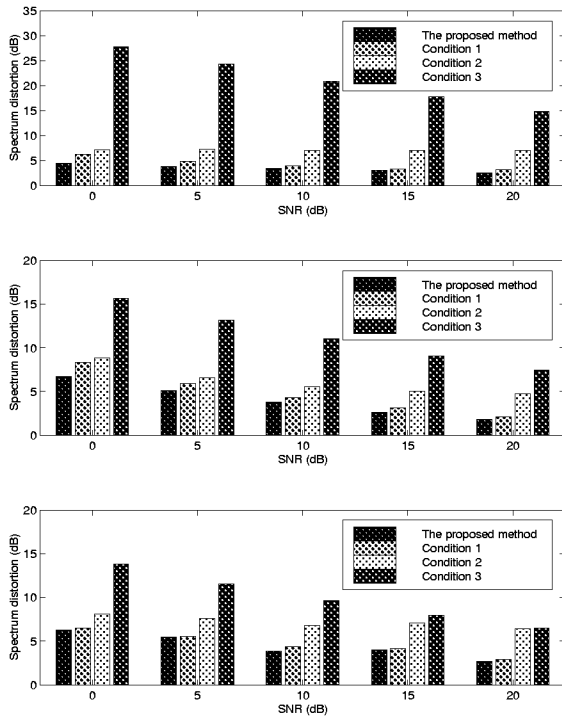 35
30
25
20
15
10
5
0
Spectrum distortion (dB)
The proposed method
Condition 1
Condition 2
Condition 3
0 5 10 15 20
SNR (dB)
20
15
10
5
0
Spectrum distortion (dB)
The proposed method
Condition 1
Condition 2
Condition 3
0 5 10 15 20
SNR (dB)
20
15
10
5
0
Spectrum distortion (dB)
The proposed method
Condition 1
Condition 2
Condition 3
0 5 10 15 20
SNR (dB)